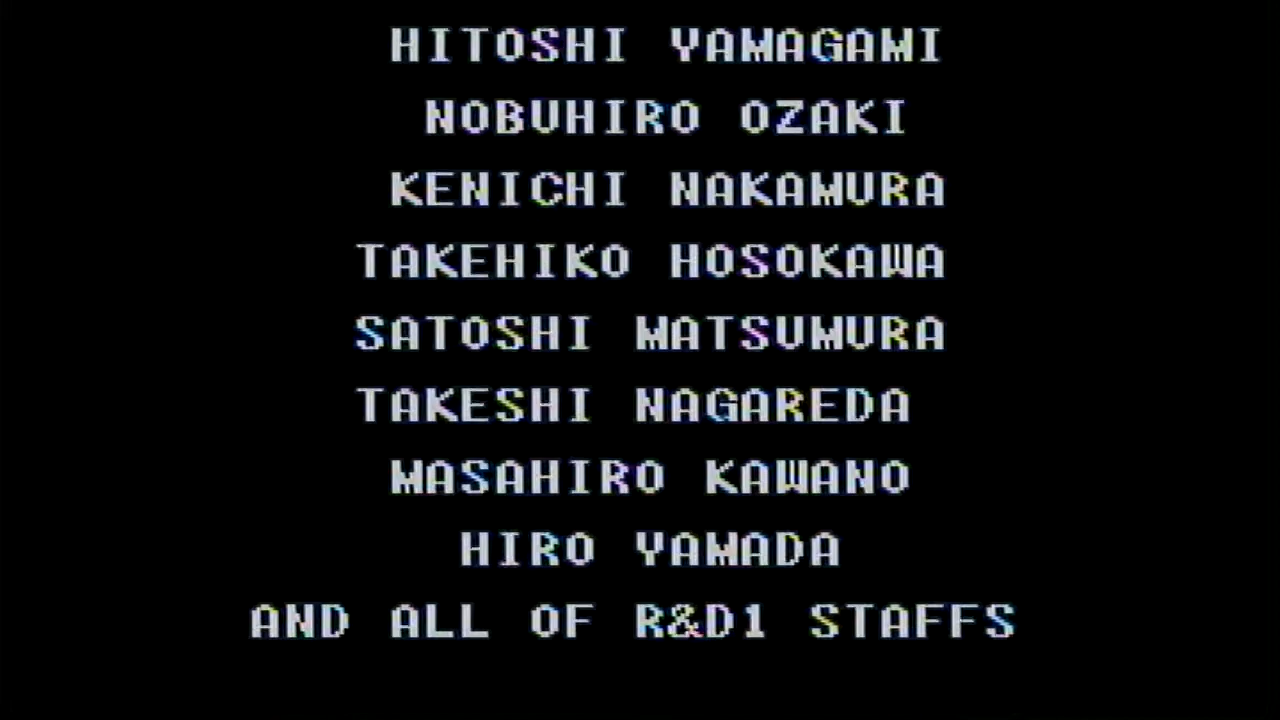 HITOSHI YAMAGAMI
NOBUHIRO OZAKI
KENICHI NAKAMURA
TAKEHIKO HOSOKAWA
SATOSHI MATSUMURA
TAKESHI NAGAREDA
MASAHIRO KAWANO
HIRO YAMADA
AND ALL OF R&D1 STAFFS